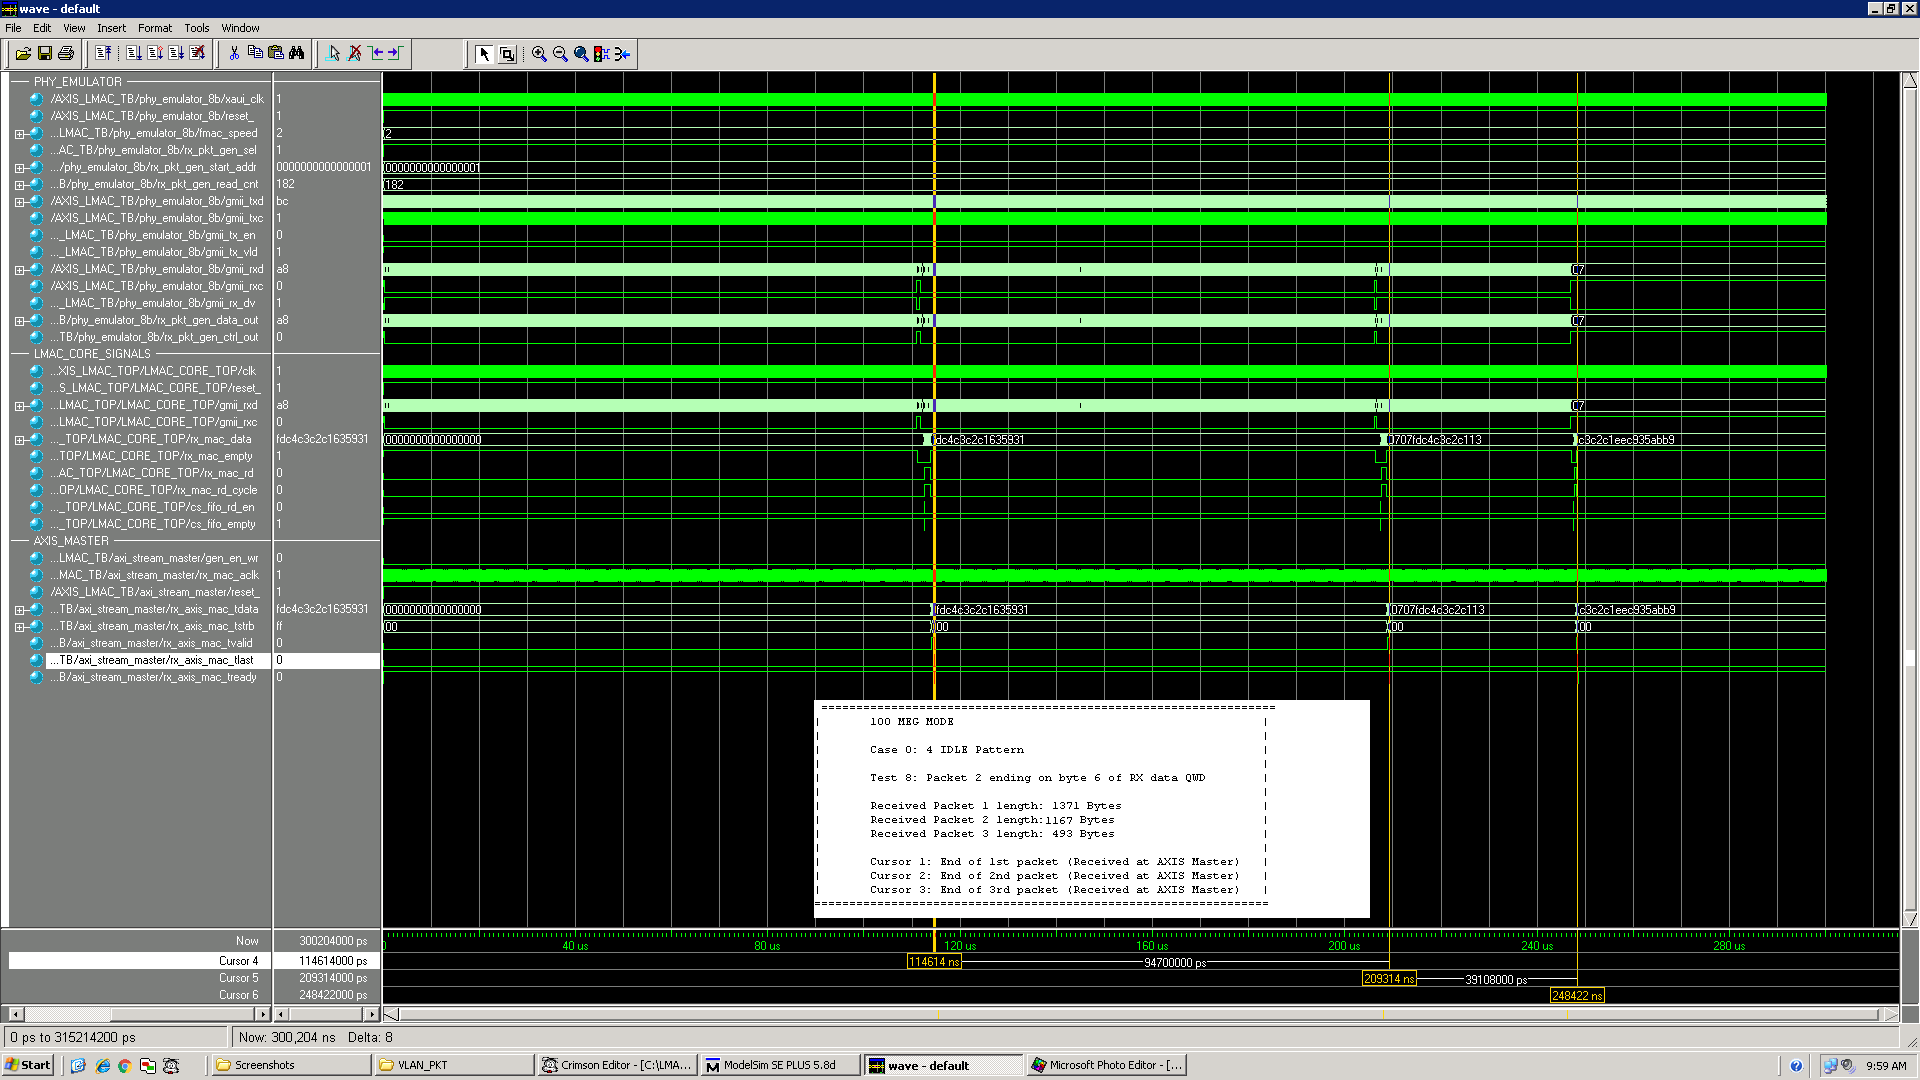 wave - default
File Edit View Insert Format Tools Window
PHY_EMULATOR
/AXIS_LMAC_TB/phy_emulator_8b/xaui_clk 1
/AXIS_LMAC_TB/phy_emulator_8b/reset_ 1
...LMAC_TB/phy_emulator_8b/fmac_speed 2 2
...AC_TB/phy_emulator_8b/rx_pkt_gen_sel 1
.../phy_emulator_8b/rx_pkt_gen_start_addr 0000000000000001 0000000000000001
...B/phy_emulator_8b/rx_pkt_gen_read_cnt 182 182
/AXIS_LMAC_TB/phy_emulator_8b/gmii_txd bc
/AXIS_LMAC_TB/phy_emulator_8b/gmii_txc 1
..._LMAC_TB/phy_emulator_8b/gmii_tx_en 0
..._LMAC_TB/phy_emulator_8b/gmii_tx_vld 1
/AXIS_LMAC_TB/phy_emulator_8b/gmii_rxd a8 C7
/AXIS_LMAC_TB/phy_emulator_8b/gmii_rxc 0
..._LMAC_TB/phy_emulator_8b/gmii_rx_dv 1
...B/phy_emulator_8b/rx_pkt_gen_data_out a8 C7
...TB/phy_emulator_8b/rx_pkt_gen_ctrl_out 0
LMAC_CORE_SIGNALS
...XIS_LMAC_TOP/LMAC_CORE_TOP/clk 1
...S_LMAC_TOP/LMAC_CORE_TOP/reset_ 1
...LMAC_TOP/LMAC_CORE_TOP/gmii_rxd a8 C7
...LMAC_TOP/LMAC_CORE_TOP/gmii_rxc 0
..._TOP/LMAC_CORE_TOP/rx_mac_data fdc4c3c2c1635931 0000000000000000 fdc4c3c2c1635931 0707fdc4c3c2c113 c3c2c1eec935abb9
...TOP/LMAC_CORE_TOP/rx_mac_empty 1
...AC_TOP/LMAC_CORE_TOP/rx_mac_rd 0
...OP/LMAC_CORE_TOP/rx_mac_rd_cycle 0
..._TOP/LMAC_CORE_TOP/cs_fifo_rd_en 0
..._TOP/LMAC_CORE_TOP/cs_fifo_empty 1
AXIS_MASTER
...LMAC_TB/axi_stream_master/gen_en_wr 0
...MAC_TB/axi_stream_master/rx_mac_aclk 1
/AXIS_LMAC_TB/axi_stream_master/reset_ 1
...TB/axi_stream_master/rx_axis_mac_tdata fdc4c3c2c1635931 0000000000000000 fdc4c3c2c1635931 0707fdc4c3c2c113 c3c2c1eec935abb9
...TB/axi_stream_master/rx_axis_mac_tstrb ff 00 00 00 00
...B/axi_stream_master/rx_axis_mac_tvalid 0
...TB/axi_stream_master/rx_axis_mac_tlast 0
...B/axi_stream_master/rx_axis_mac_tready 0
100 MEG MODE
Case 0: 4 IDLE Pattern
Test 8: Packet 2 ending on byte 6 of RX data QWD
Received Packet 1 length: 1371 Bytes
Received Packet 2 length:1167 Bytes
Received Packet 3 length: 493 Bytes
Cursor 1: End of 1st packet (Received at AXIS Master)
Cursor 2: End of 2nd packet (Received at AXIS Master)
Cursor 3: End of 3rd packet (Received at AXIS Master)
Now 300204000 ps 0 40 us 80 us 120 us 160 us 200 us 240 us 280 us
Cursor 4 114614000 ps 114614 ns 94700000 ps
Cursor 5 209314000 ps 209314 ns 39108000 ps
Cursor 6 248422000 ps 248422 ns
0 ps to 315214200 ps Now: 300,204 ns Delta: 8
Start Screenshots VLAN_PKT Crimson Editor - [C:\LMA... ModelSim SE PLUS 5.8d wave - default Microsoft Photo Editor - [... 9:59 AM